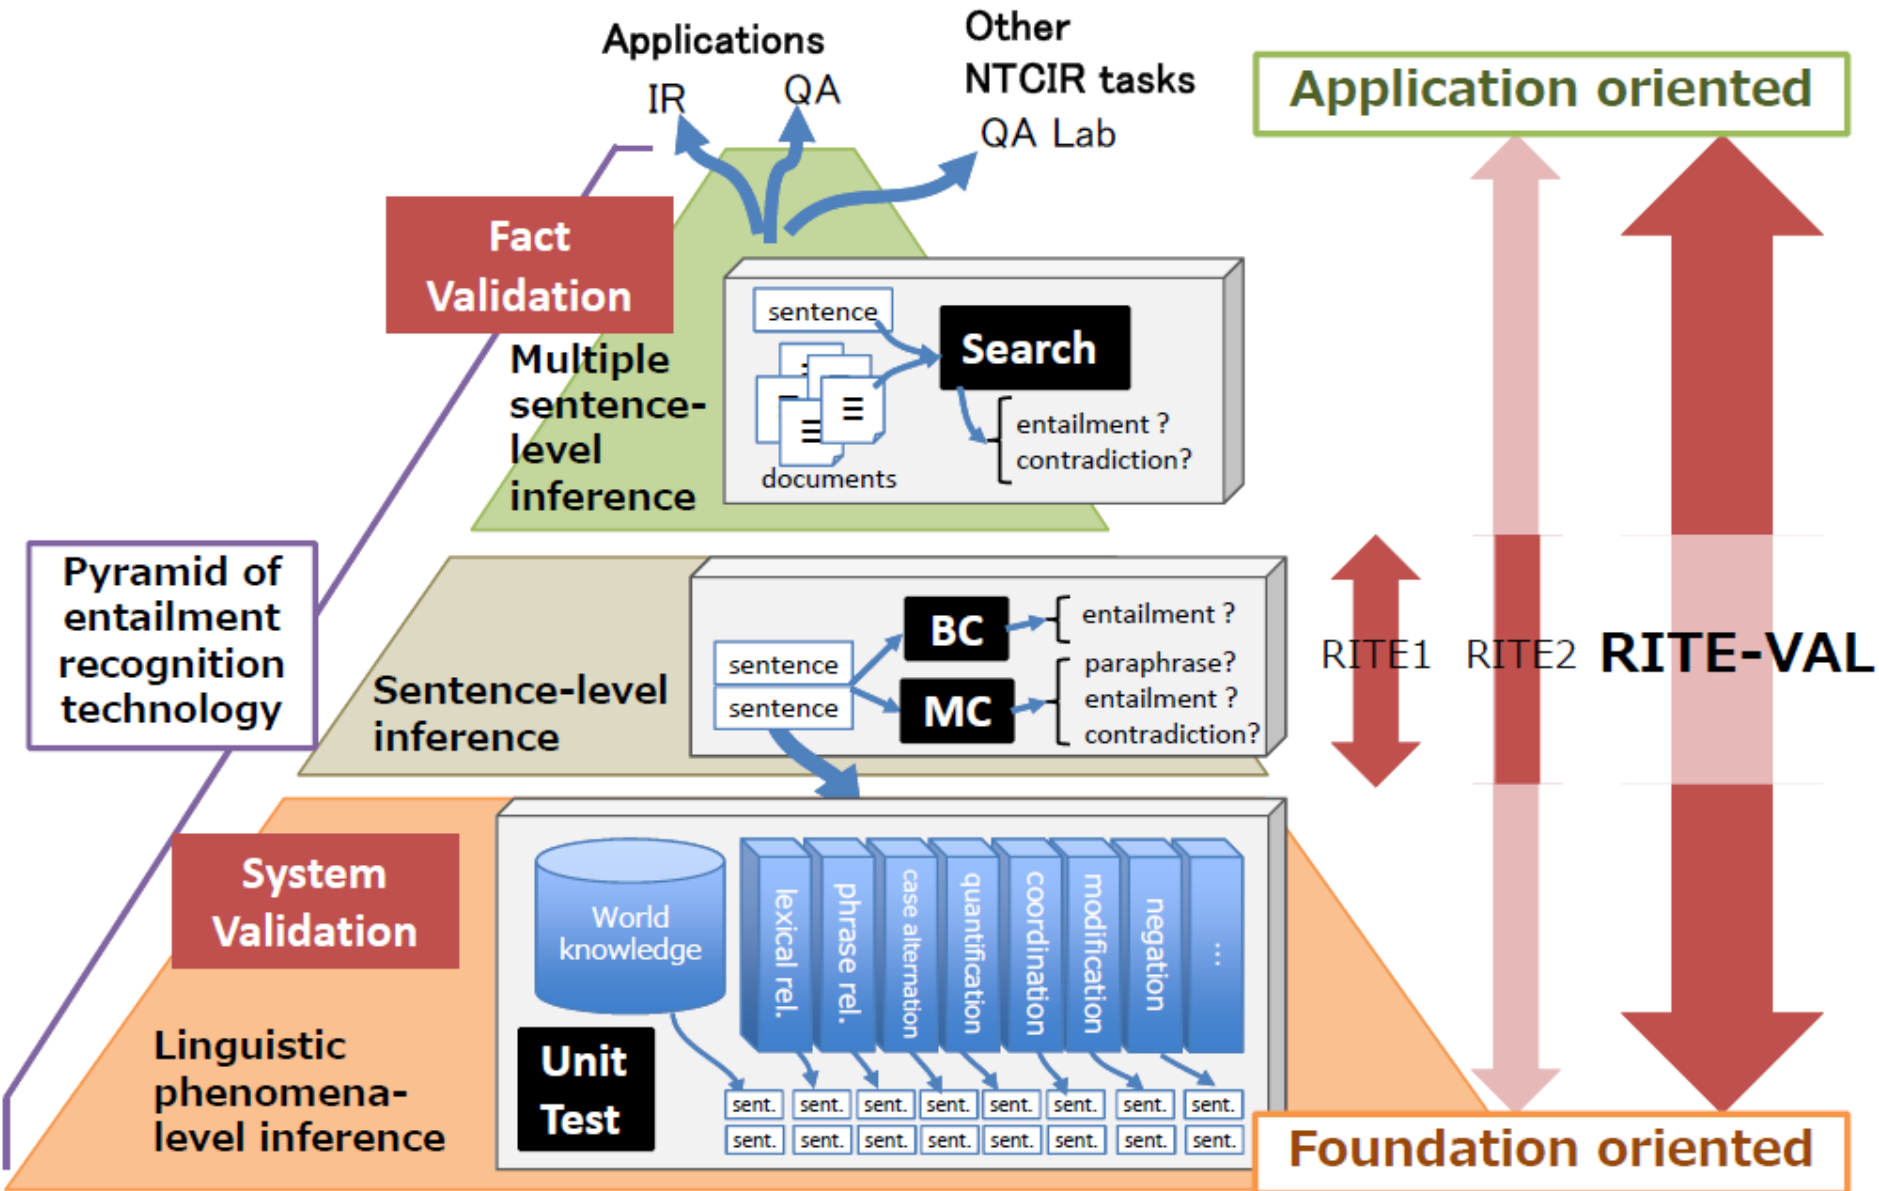 Applications
IR
QA
Other
NTCIR tasks
QA Lab
Application oriented
Fact
Validation
Multiple
sentence-
level
inference
sentence
documents
Search
entailment ?
contradiction?
Pyramid of
entailment
recognition
technology
Sentence-level
inference
sentence
sentence
BC
MC
entailment ?
paraphrase?
entailment ?
contradiction?
RITE1
RITE2
RITE-VAL
System
Validation
Linguistic
phenomena-
level inference
World
knowledge
Unit
Test
lexical rel.
phrase rel.
case alternation
quantification
coordination
modification
negation
...
sent. sent. sent. sent. sent. sent. sent. sent.
sent. sent. sent. sent. sent. sent. sent. sent.
Foundation oriented